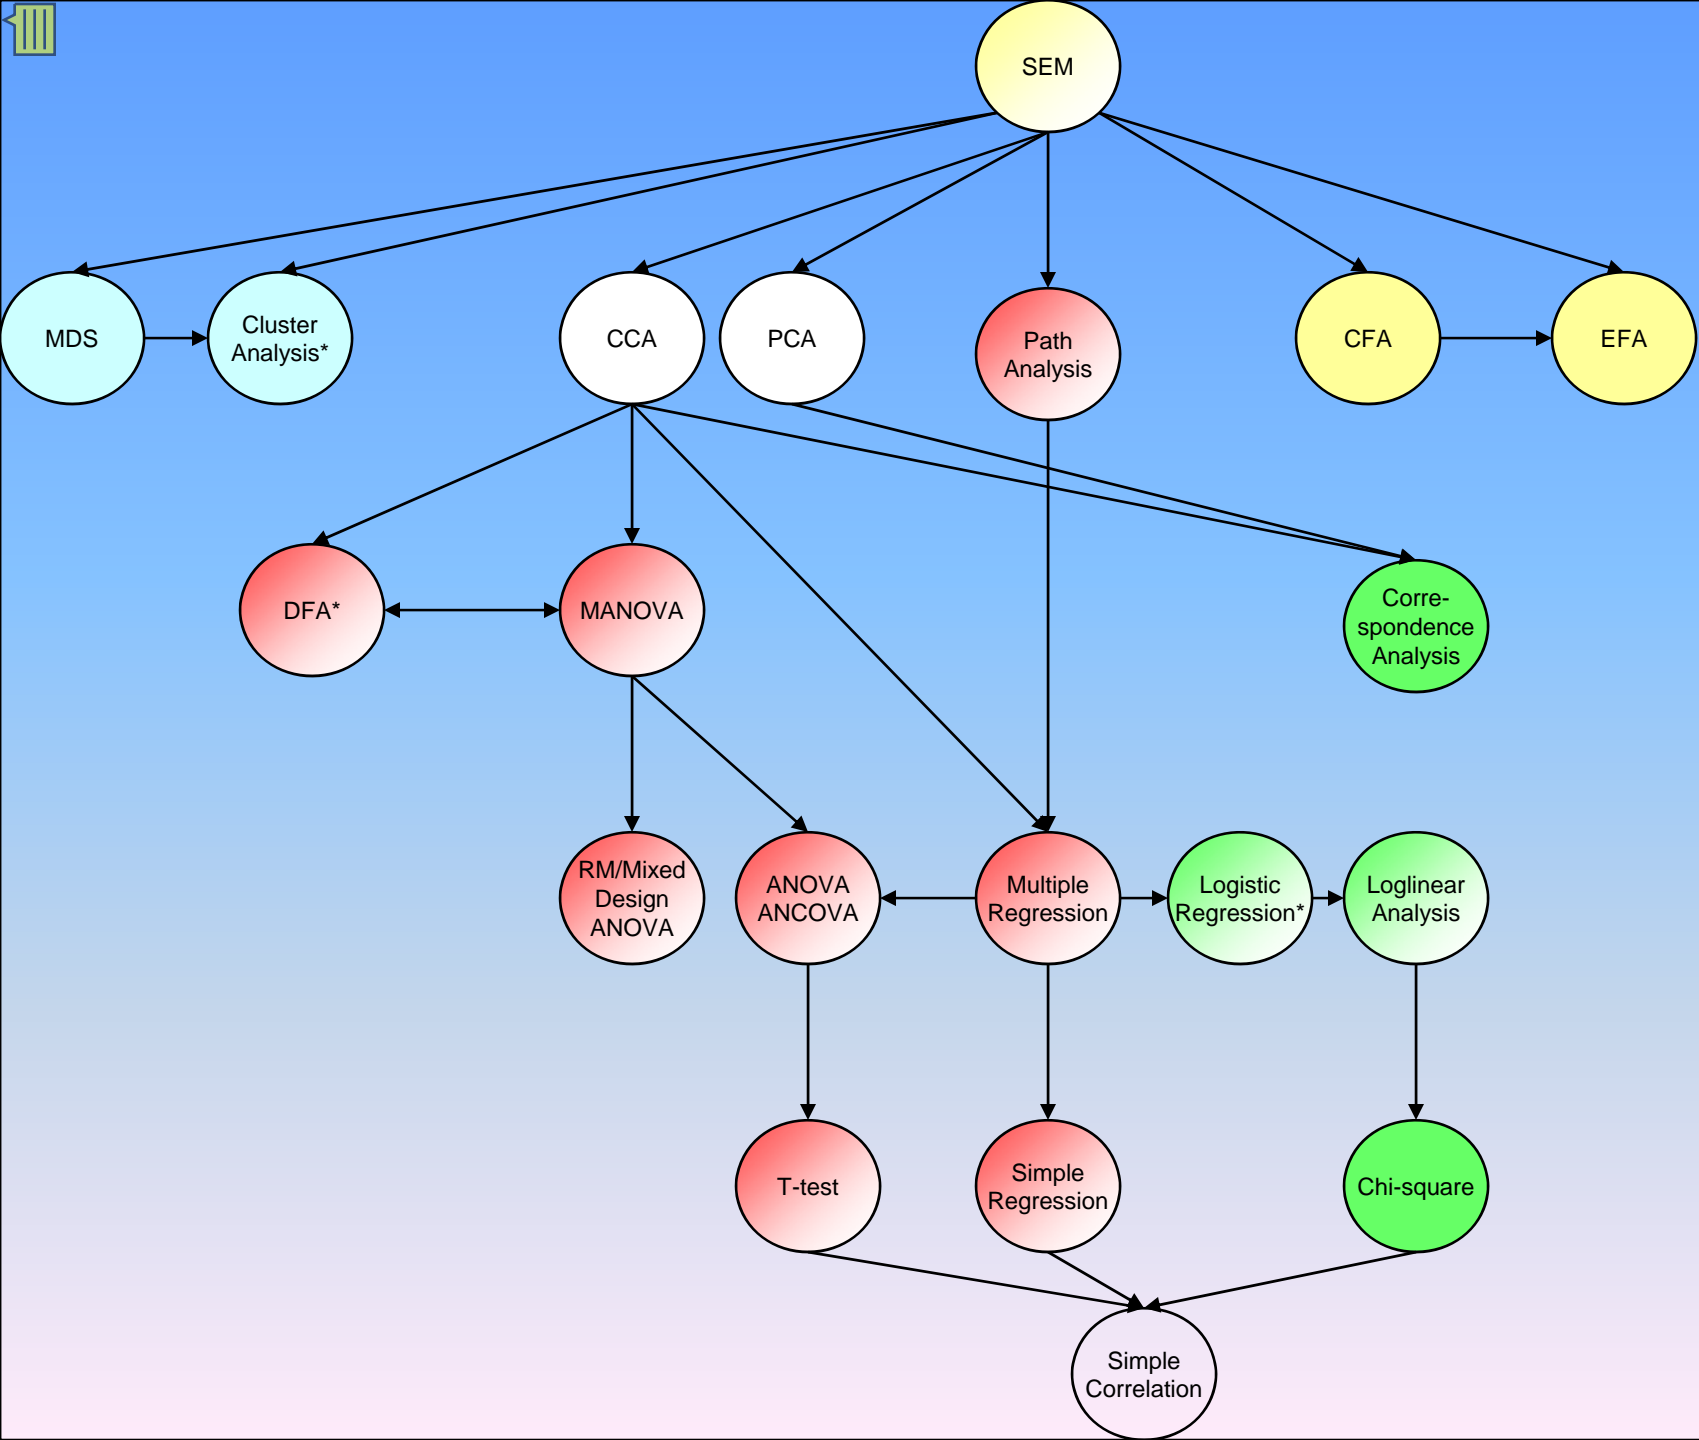 SEM
MDS
Cluster
Analysis*
CCA
PCA
Path
Analysis
CFA
EFA
DFA*
MANOVA
Corre-
spondence
Analysis
RM/Mixed
Design
ANOVA
ANOVA
ANCOVA
Multiple
Regression
Logistic
Regression*
Loglinear
Analysis
T-test
Simple
Regression
Chi-square
Simple
Correlation